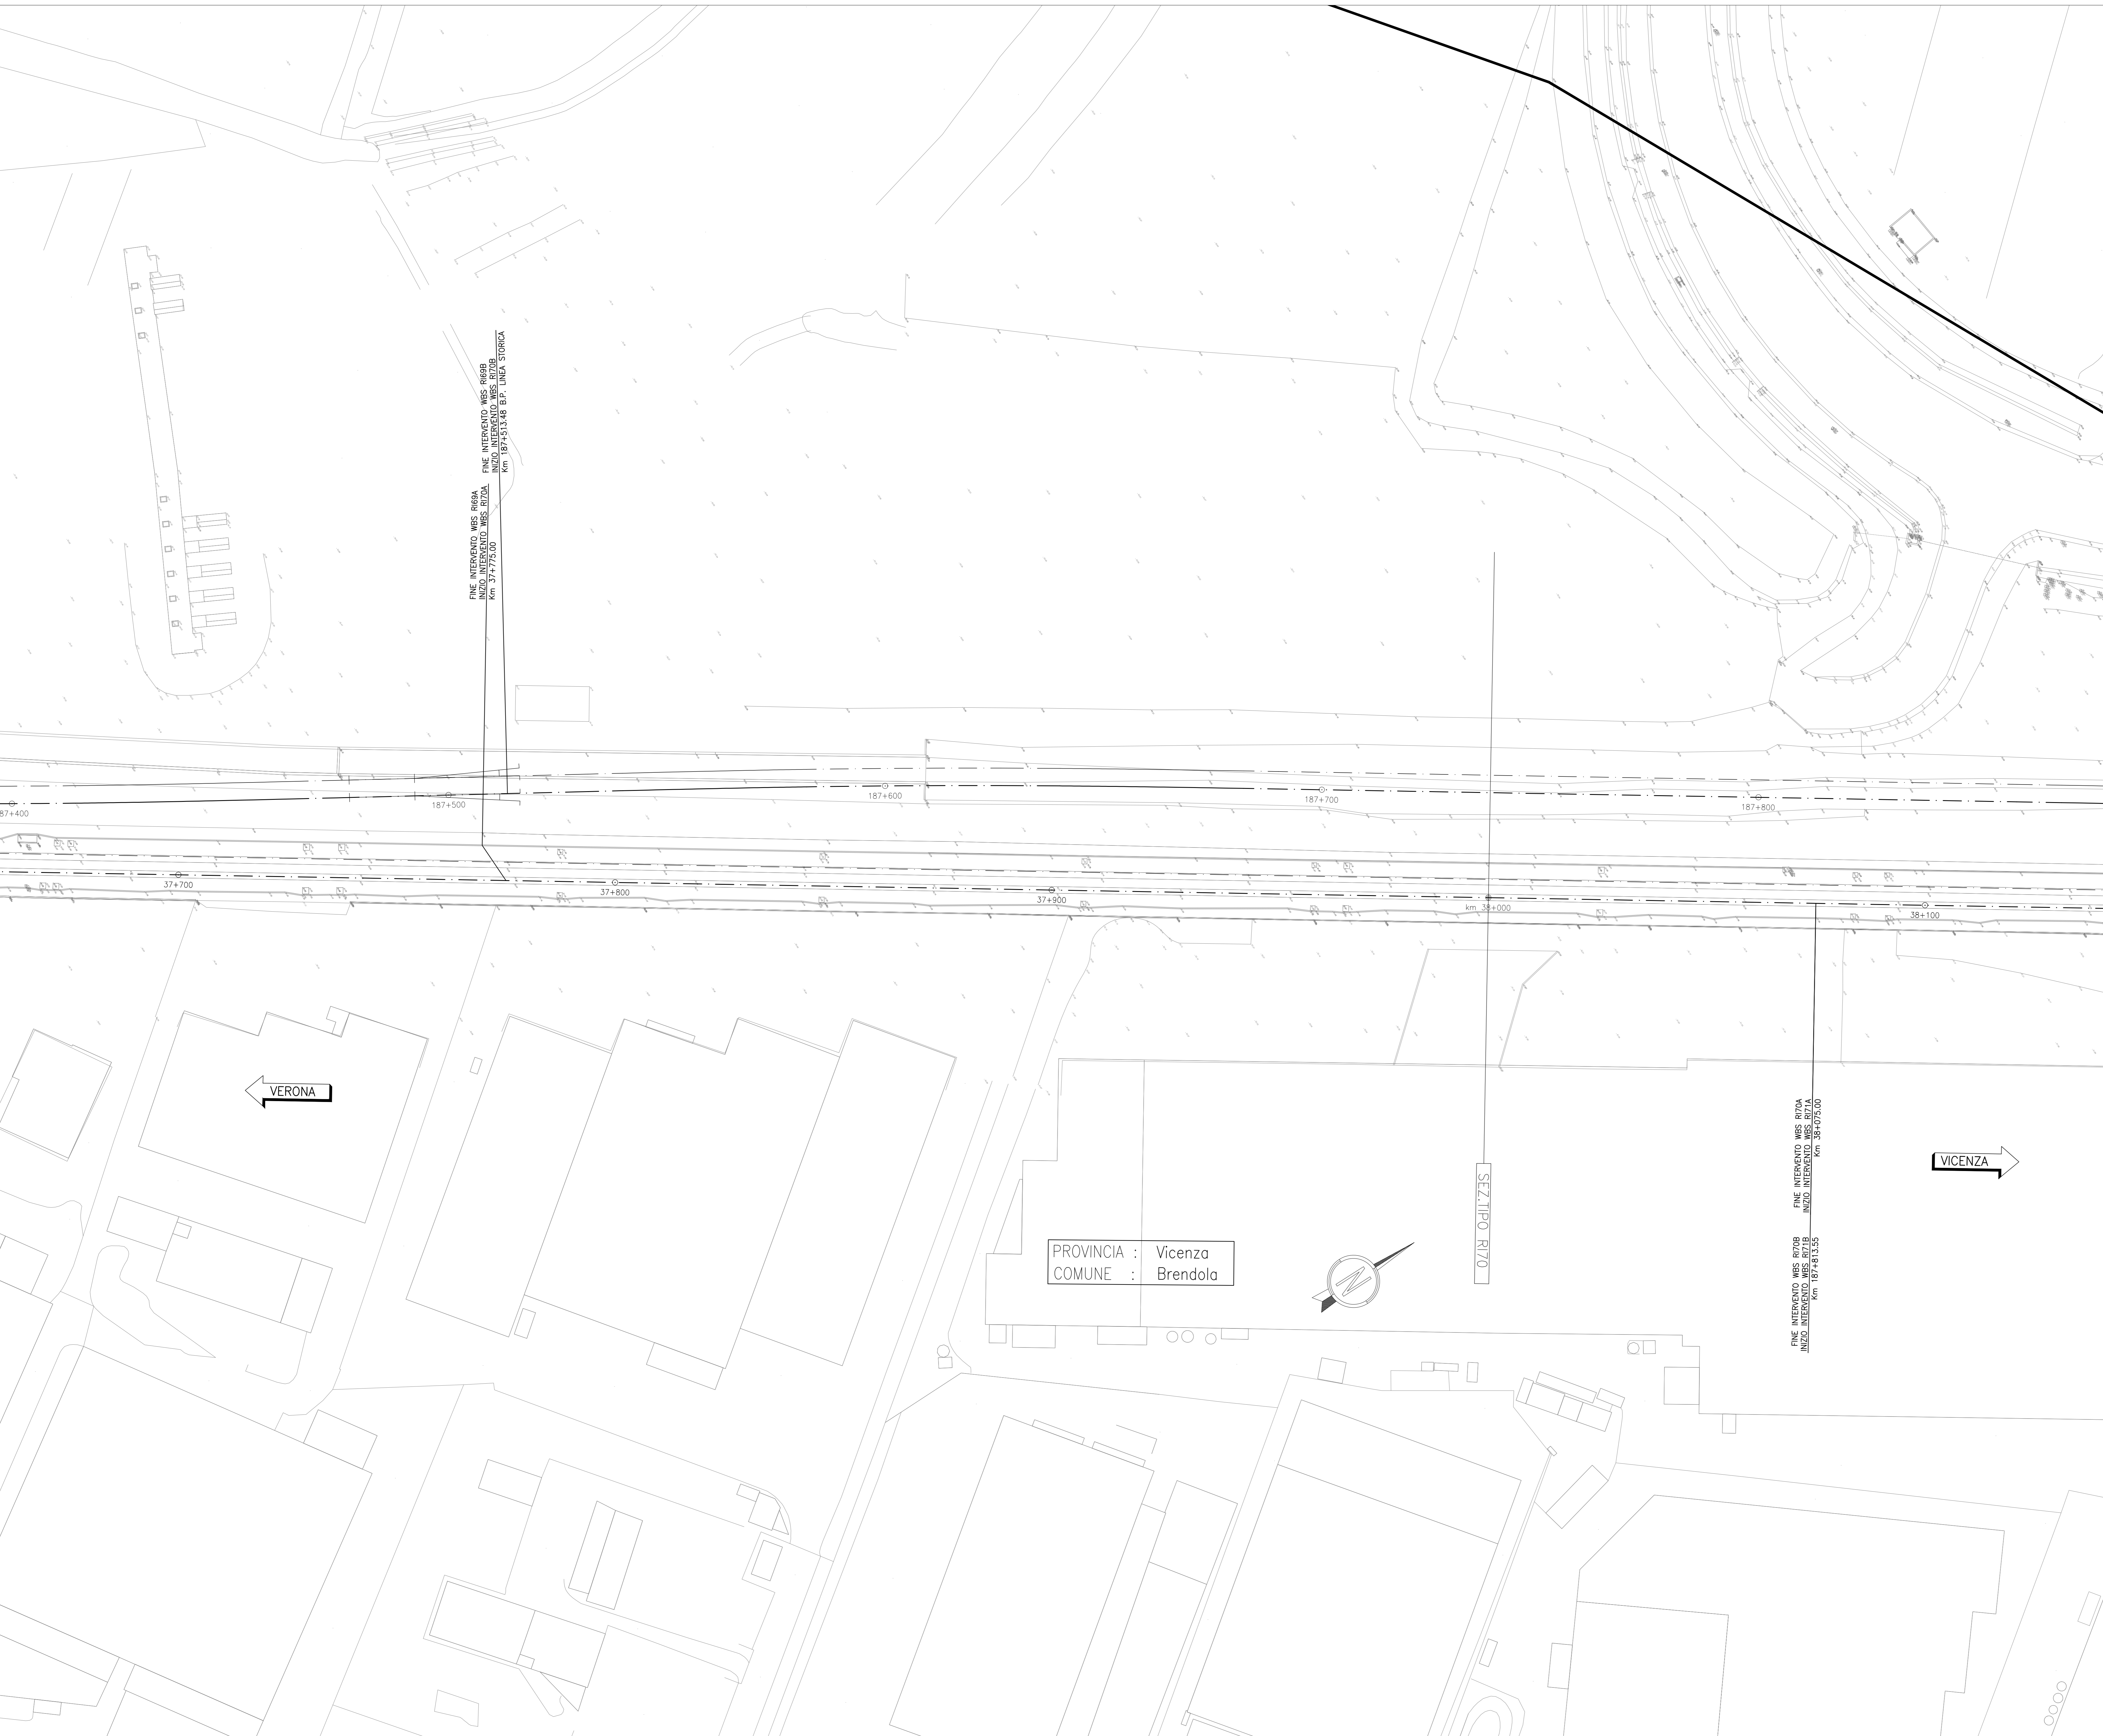 FINE INTERVENTO WBS RI69B
INIZIO INTERVENTO WBS RI70B
Km 187+513.48 B.P. LINEA STORICA
FINE INTERVENTO WBS RI69A
INIZIO INTERVENTO WBS RI70A
Km 37+775.00
87+400
187+500
187+600
187+700
187+800
37+700
37+800
37+900
km 38+000
38+100
VERONA
VICENZA
SEZ.TIPO RI70
PROVINCIA : Vicenza
COMUNE : Brendola
N
FINE INTERVENTO WBS RI70A
INIZIO INTERVENTO WBS RI71A
Km 38+075.00
FINE INTERVENTO WBS RI70B
INIZIO INTERVENTO WBS RI71B
Km 187+813.55